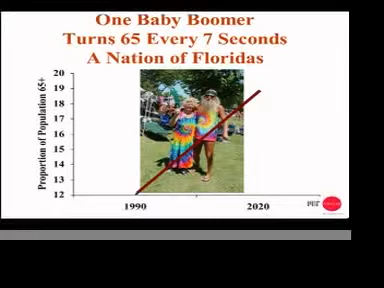 One Baby Boomer
Turns 65 Every 7 Seconds
A Nation of Floridas
Proportion of Population 65+
20
19
18
17
16
15
14
13
12
1990
2020